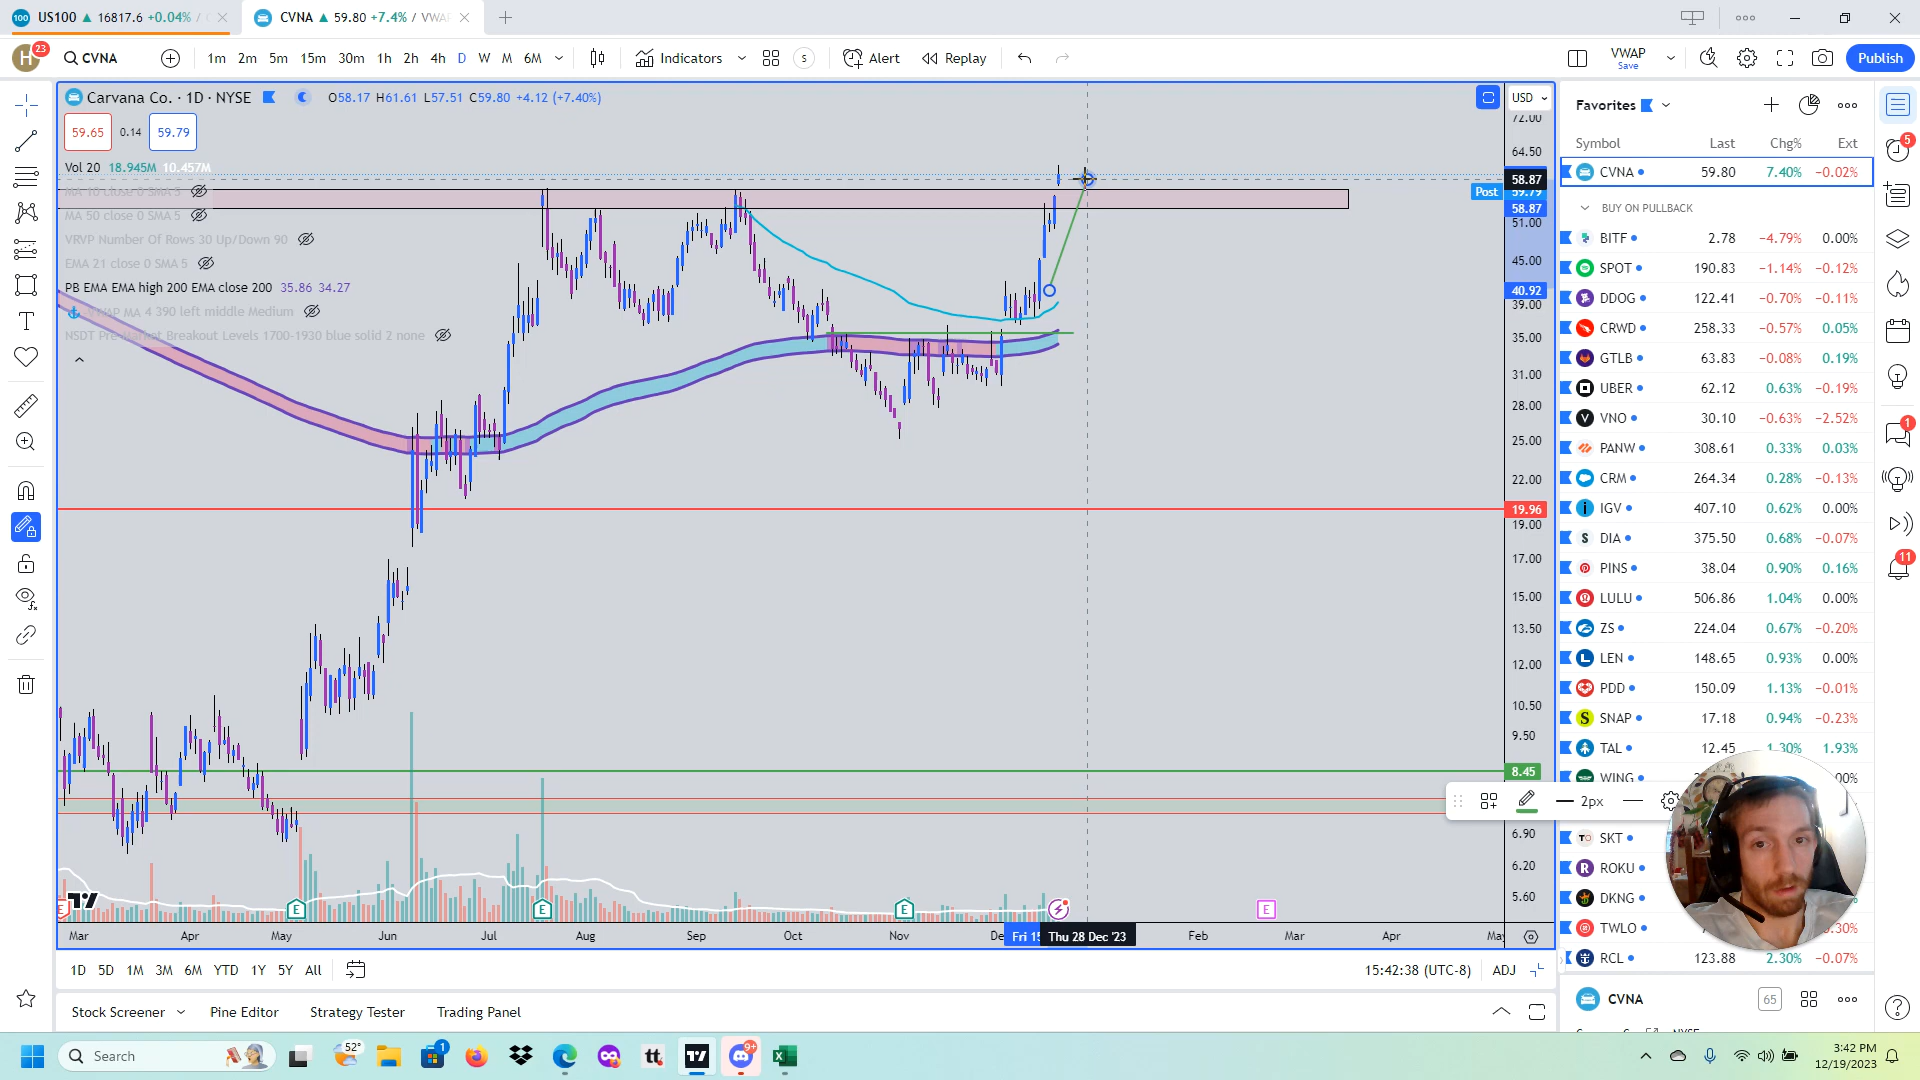 US100 16817.6 +0.04% /
CVNA 59.80 +7.4% / VWAP
H 23
CVNA
1m 2m 5m 15m 30m 1h 2h 4h D W M 6M
Indicators
S
Alert
Replay
VWAP
Save
Publish
Carvana Co. · 1D · NYSE
O58.17 H61.61 L57.51 C59.80 +4.12 (+7.40%)
59.65 0.14 59.79
Vol 20 18.945M 10.457M
MA 10 close 0 SMA 5
MA 50 close 0 SMA 5
VRVP Number Of Rows 30 Up/Down 90
EMA 21 close 0 SMA 5
PB EMA EMA high 200 EMA close 200 35.86 34.27
VWAP MA 4 390 left middle Medium
NSDT Pre-Market Breakout Levels 1700-1930 blue solid 2 none
USD
72.00
64.50
58.87
Post 59.79
58.87
51.00
45.00
40.92
39.00
35.00
31.00
28.00
25.00
22.00
19.96
19.00
17.00
15.00
13.50
12.00
10.50
9.50
8.45
6.90
6.20
5.60
2px
E E E E E
Mar Apr May Jun Jul Aug Sep Oct Nov De Fri 15 Thu 28 Dec '23 Feb Mar Apr May
1D 5D 1M 3M 6M YTD 1Y 5Y All
15:42:38 (UTC-8) ADJ
Stock Screener Pine Editor Strategy Tester Trading Panel
Favorites
Symbol Last Chg% Ext
CVNA 59.80 7.40% −0.02%
BUY ON PULLBACK
BITF 2.78 −4.79% 0.00%
SPOT 190.83 −1.14% −0.12%
DDOG 122.41 −0.70% −0.11%
CRWD 258.33 −0.57% 0.05%
GTLB 63.83 −0.08% 0.19%
UBER 62.12 0.63% −0.19%
VNO 30.10 −0.63% −2.52%
PANW 308.61 0.33% 0.03%
CRM 264.34 0.28% −0.13%
IGV 407.10 0.62% 0.00%
DIA 375.50 0.68% −0.07%
PINS 38.04 0.90% 0.16%
LULU 506.86 1.04% 0.00%
ZS 224.04 0.67% −0.20%
LEN 148.65 0.93% 0.00%
PDD 150.09 1.13% −0.01%
SNAP 17.18 0.94% −0.23%
TAL 12.45 1.30% 1.93%
WING
SKT
ROKU
DKNG
TWLO
RCL 123.88 2.30% −0.07%
CVNA 65
5
1
11
Search
52°
1
tt
9+
3:42 PM
12/19/2023